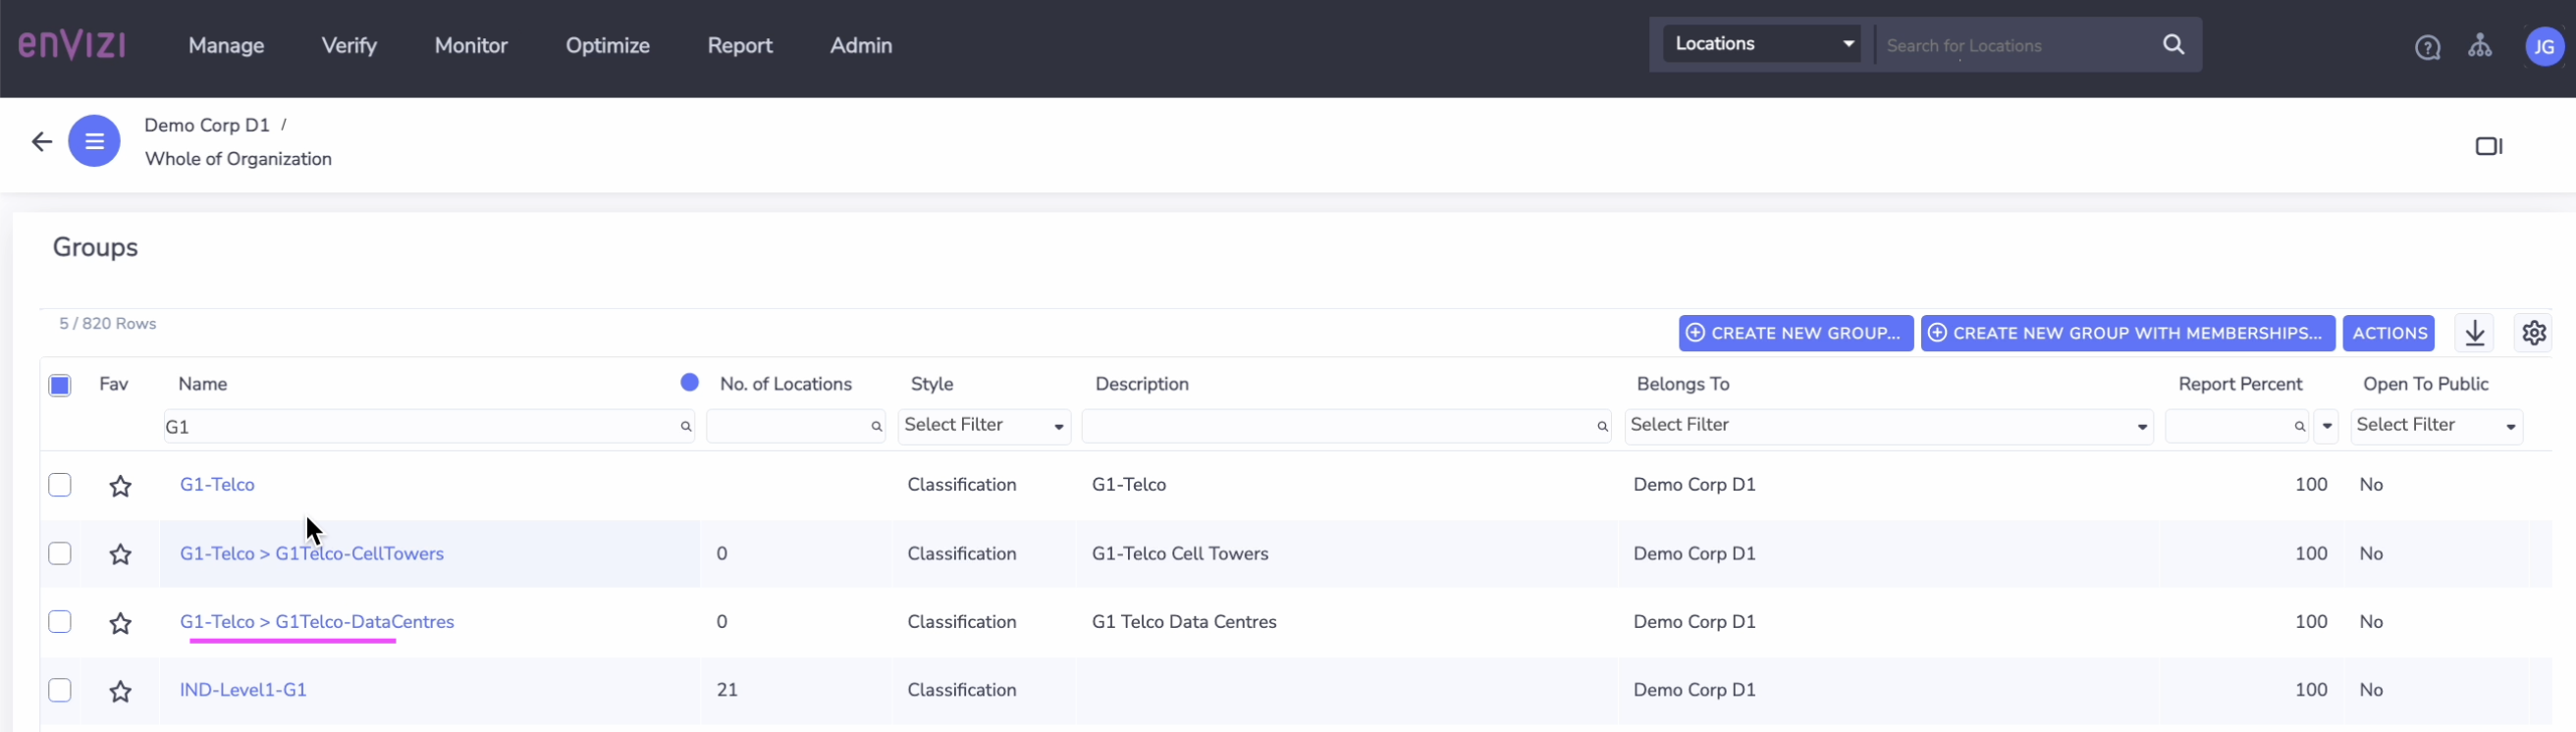 enVIZI Manage Verify Monitor Optimize Report Admin Locations Search for Locations JG
Demo Corp D1 /
Whole of Organization
Groups
5 / 820 Rows CREATE NEW GROUP... CREATE NEW GROUP WITH MEMBERSHIPS... ACTIONS
Fav Name No. of Locations Style Description Belongs To Report Percent Open To Public
G1 Select Filter Select Filter Select Filter
G1-Telco Classification G1-Telco Demo Corp D1 100 No
G1-Telco > G1Telco-CellTowers 0 Classification G1-Telco Cell Towers Demo Corp D1 100 No
G1-Telco > G1Telco-DataCentres 0 Classification G1 Telco Data Centres Demo Corp D1 100 No
IND-Level1-G1 21 Classification Demo Corp D1 100 No